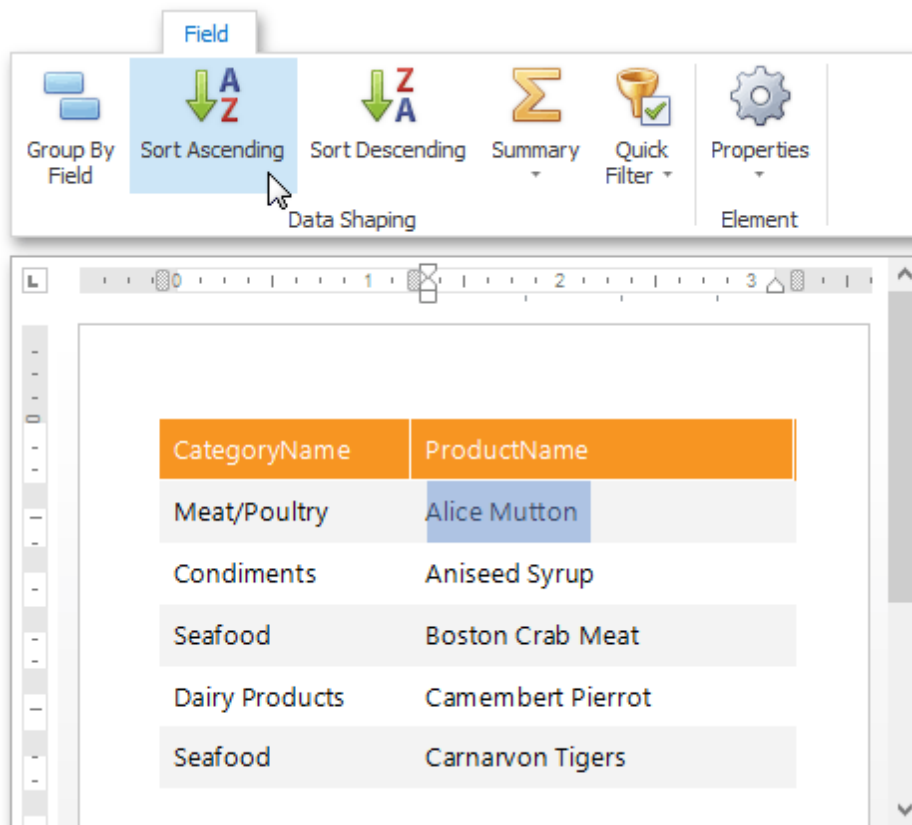 Field
A Z
Z A
Group By Sort Ascending Sort Descending Summary Quick Properties
Field Filter
Data Shaping Element
L 0 1 2 3
0
CategoryName ProductName
Meat/Poultry Alice Mutton
Condiments Aniseed Syrup
Seafood Boston Crab Meat
Dairy Products Camembert Pierrot
Seafood Carnarvon Tigers